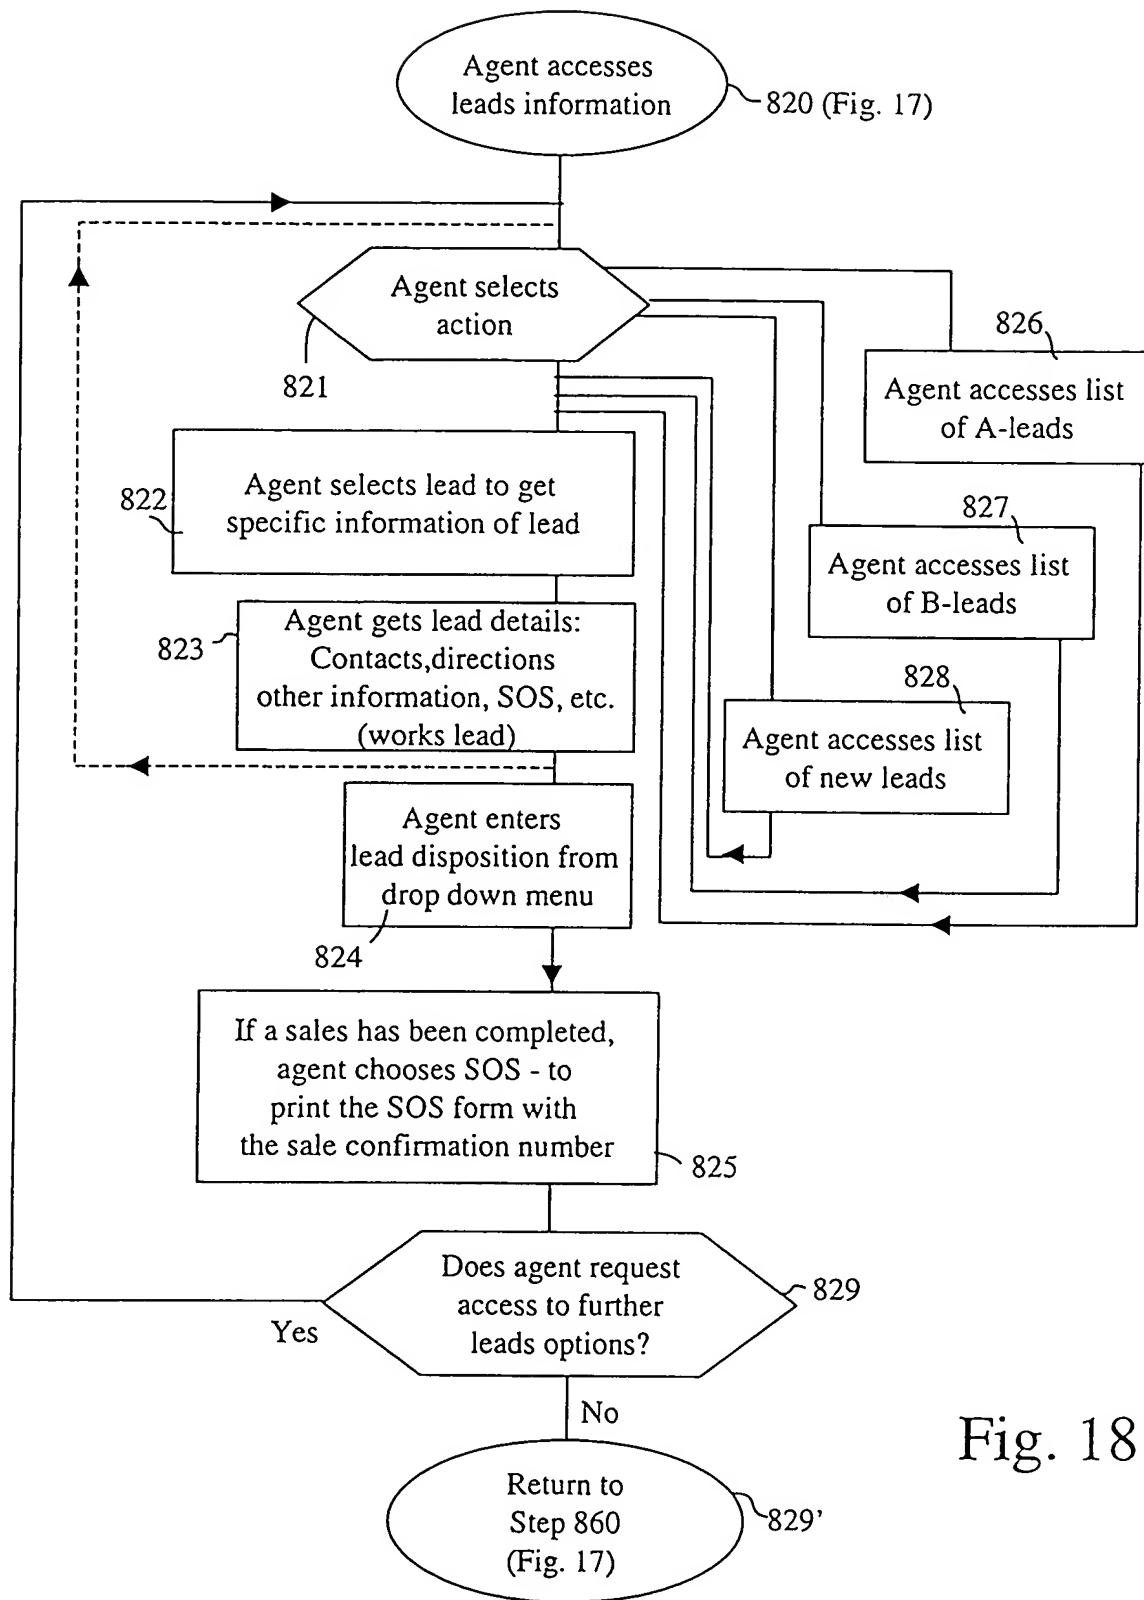 Agent accesses
leads information
820 (Fig. 17)
Agent selects
action
821
826
Agent accesses list
of A-leads
822
Agent selects lead to get
specific information of lead
827
Agent accesses list
of B-leads
823
Agent gets lead details:
Contacts,directions
other information, SOS, etc.
(works lead)
828
Agent accesses list
of new leads
Agent enters
lead disposition from
drop down menu
824
If a sales has been completed,
agent chooses SOS - to
print the SOS form with
the sale confirmation number
825
Does agent request
access to further
leads options?
829
Yes
No
Return to
Step 860
(Fig. 17)
829'
Fig. 18